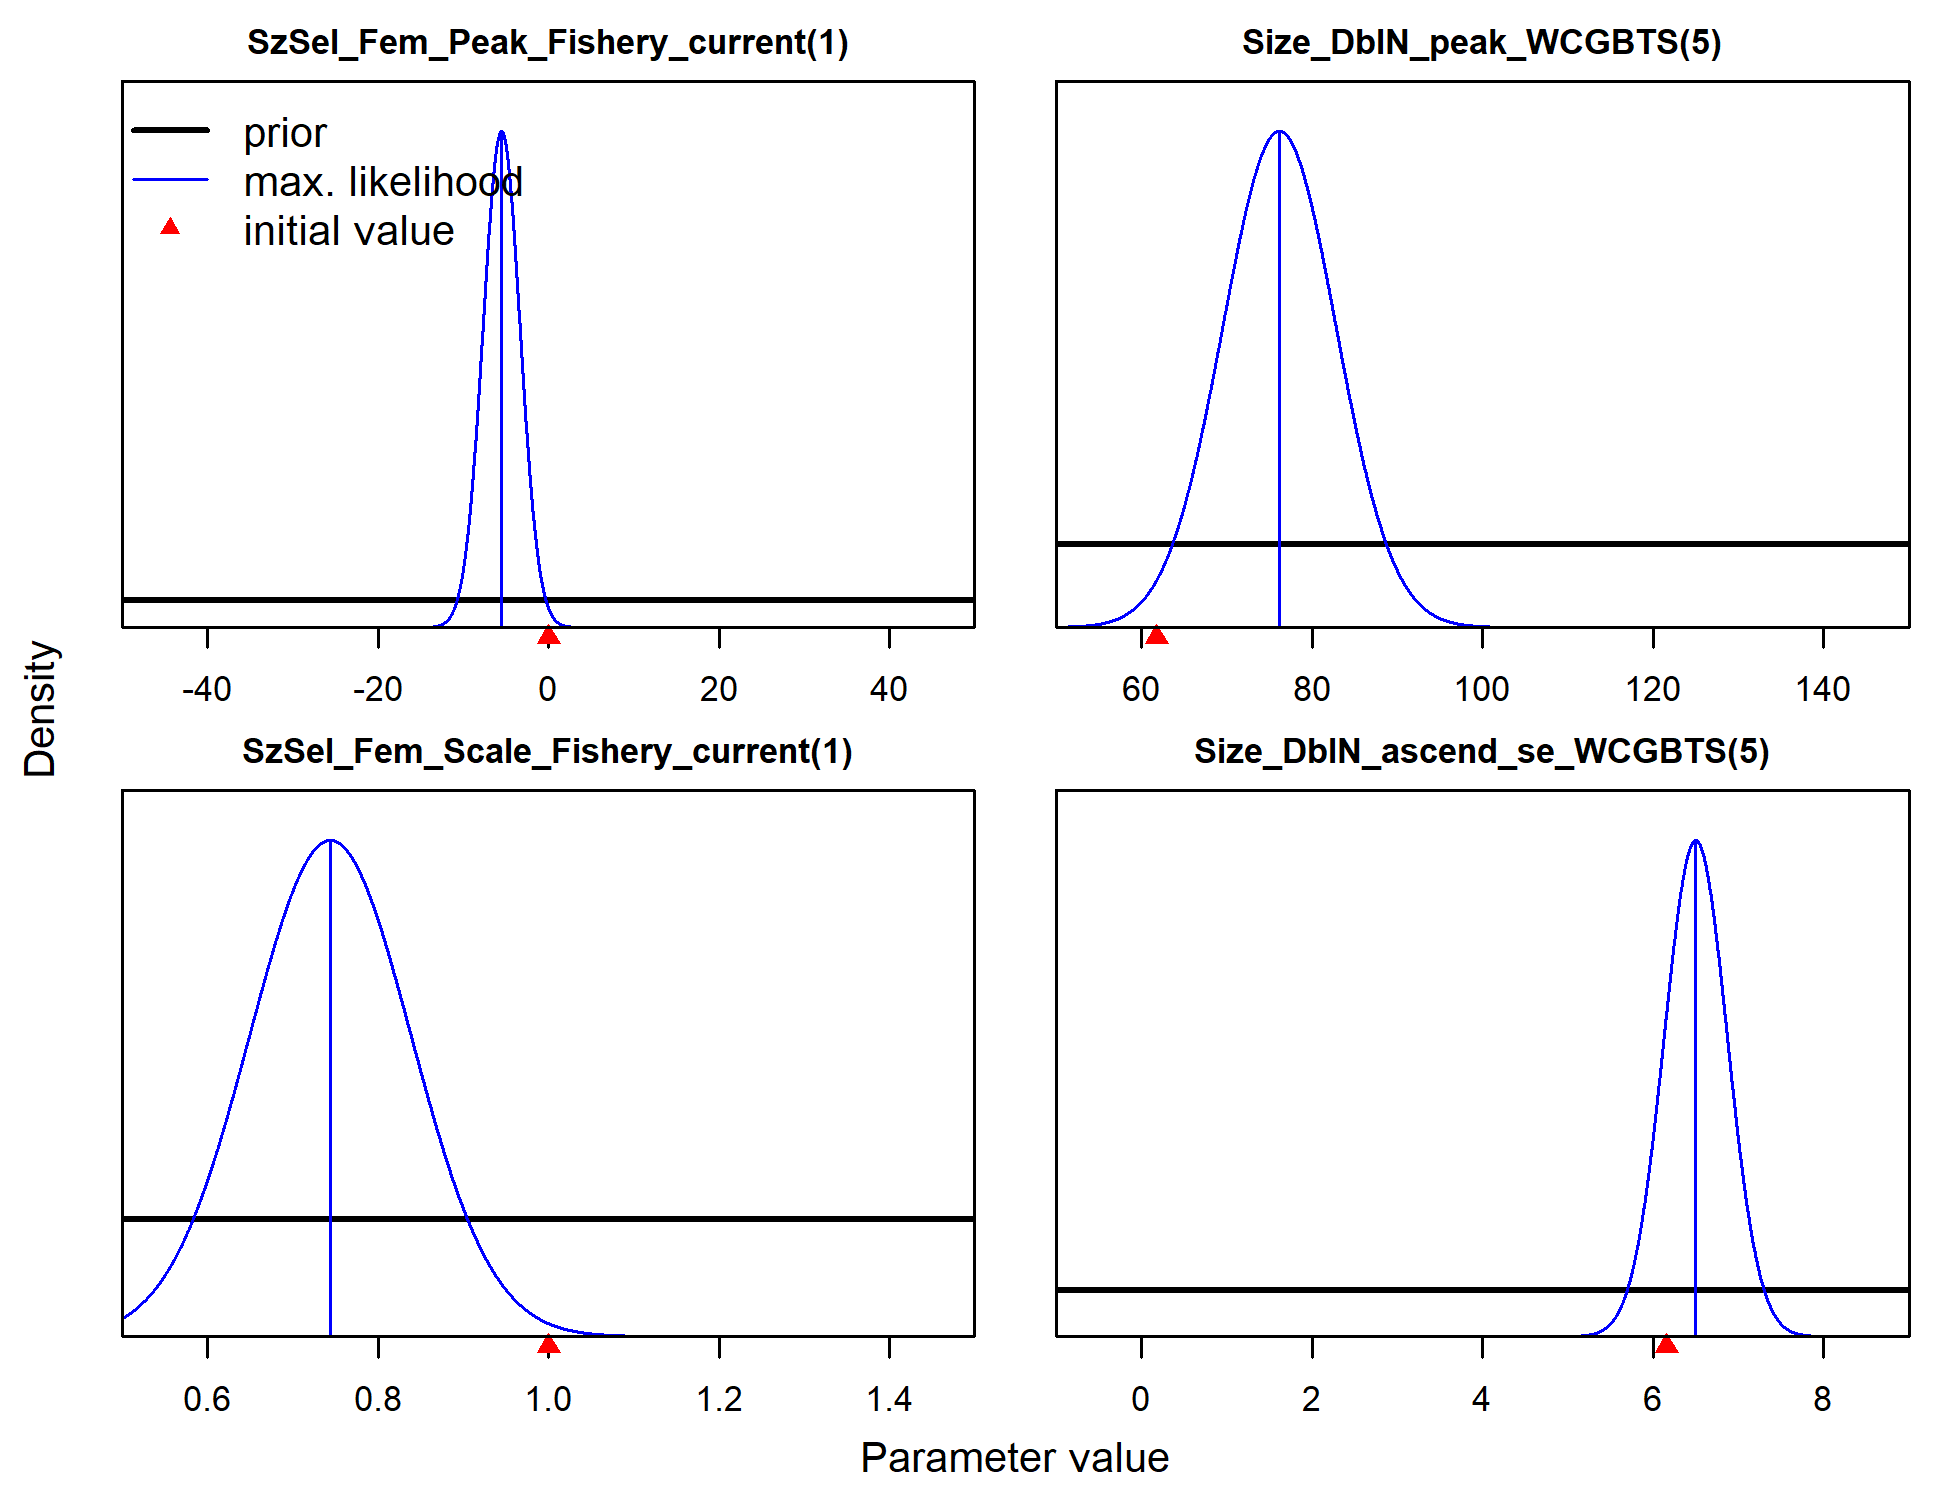 SzSel_Fem_Peak_Fishery_current(1)
Size_DblN_peak_WCGBTS(5)
prior
max. likelihood
initial value
-40 -20 0 20 40
60 80 100 120 140
Density
SzSel_Fem_Scale_Fishery_current(1)
Size_DblN_ascend_se_WCGBTS(5)
0.6 0.8 1.0 1.2 1.4
0 2 4 6 8
Parameter value